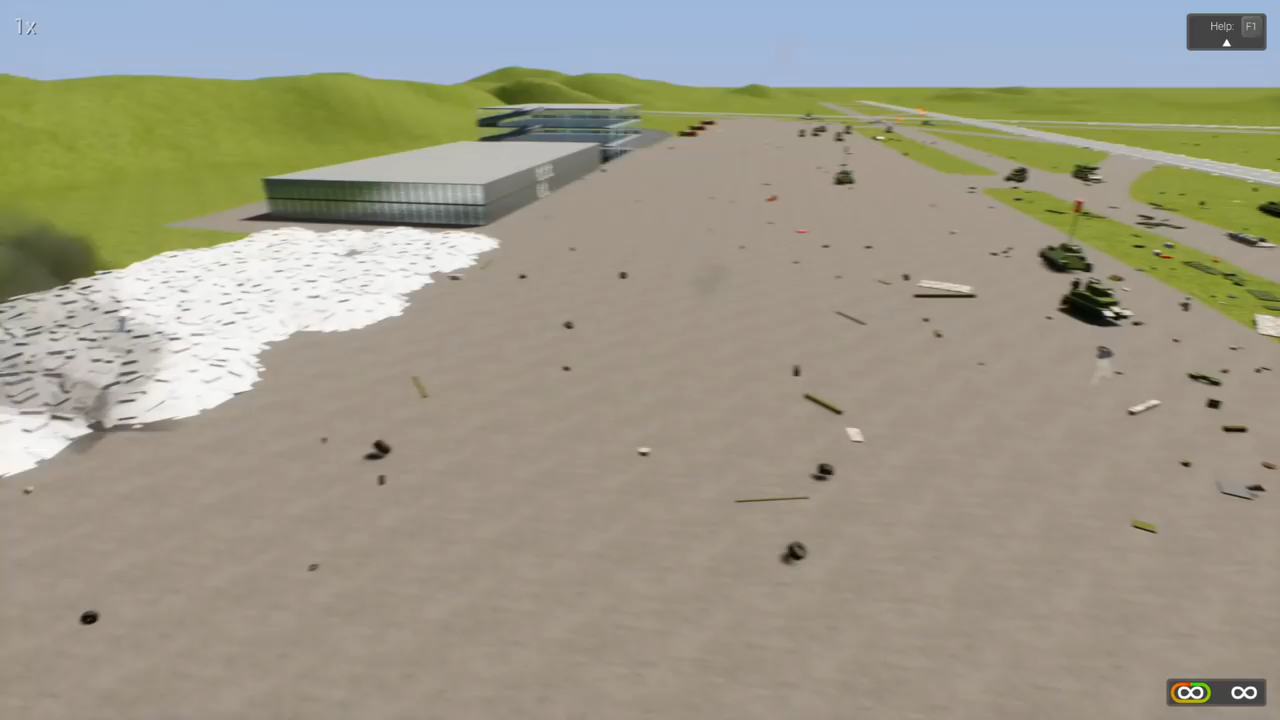 1x
Help: F1
∞ ∞